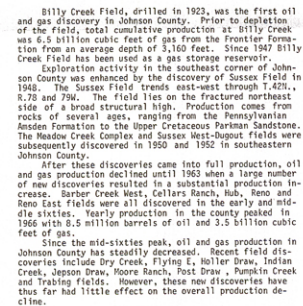 Billy Creek Field, drilled in 1923, was the first oil
and gas discovery in Johnson County. Prior to depletion
of the field, total cumulative production at Billy Creek
was 6.5 billion cubic feet of gas from the Frontier Forma-
tion from an average depth of 3,160 feet. Since 1947 Billy
Creek Field has been used as a gas storage reservoir.
Exploration activity in the southeast corner of John-
son County was enhanced by the discovery of Sussex Field in
1948. The Sussex Field trends east-west through T.42N.,
R.78 and 79W. The field lies on the fractured northeast
side of a broad structural high. Production comes from
rocks of several ages, ranging from the Pennsylvanian
Amsden Formation to the Upper Cretaceous Parkman Sandstone.
The Meadow Creek Complex and Sussex West-Dugout fields were
subsequently discovered in 1950 and 1952 in southeastern
Johnson County.
After these discoveries came into full production, oil
and gas production declined until 1963 when a large number
of new discoveries resulted in a substantial production in-
crease. Barber Creek West, Cellars Ranch, Hub, Reno and
Reno East fields were all discovered in the early and mid-
dle sixties. Yearly production in the county peaked in
1966 with 8.5 million barrels of oil and 3.5 billion cubic
feet of gas.
Since the mid-sixties peak, oil and gas production in
Johnson County has steadily decreased. Recent field dis-
coveries include Dry Creek, Flying E, Holler Draw, Indian
Creek, Jepson Draw, Moore Ranch, Post Draw , Pumpkin Creek
and Trabing fields. However, these new discoveries have
thus far had little effect on the overall production de-
cline.